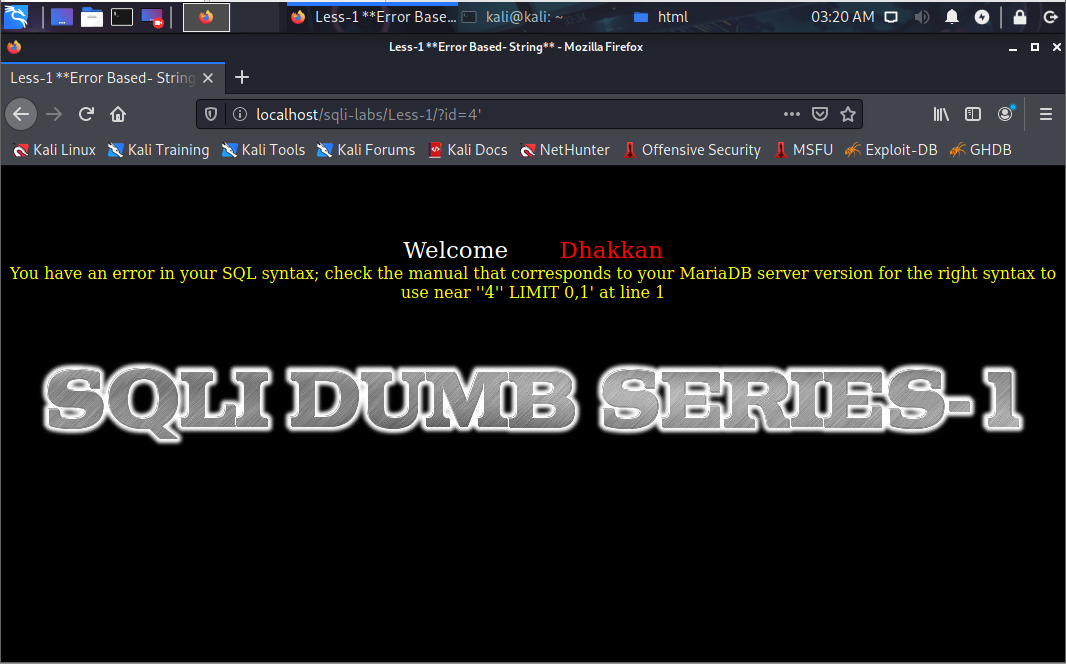 Less-1 **Error Base... kali@kali: ~ html 03:20 AM
Less-1 **Error Based- String** - Mozilla Firefox
Less-1 **Error Based- String
localhost/sqli-labs/Less-1/?id=4'
Kali Linux Kali Training Kali Tools Kali Forums Kali Docs NetHunter Offensive Security MSFU Exploit-DB GHDB
Welcome Dhakkan
You have an error in your SQL syntax; check the manual that corresponds to your MariaDB server version for the right syntax to
use near ''4'' LIMIT 0,1' at line 1
SQLI DUMB SERIES-1